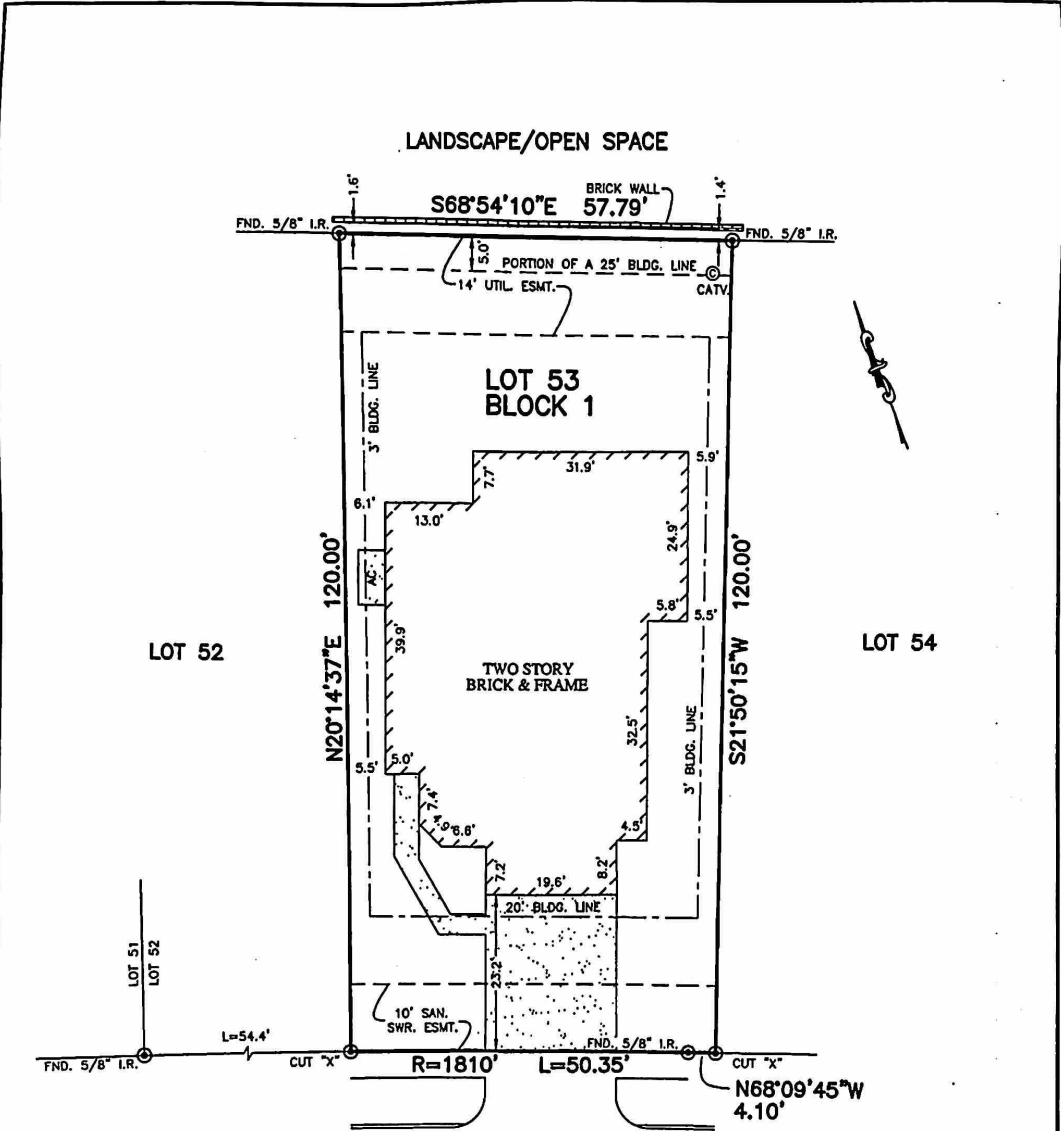 LANDSCAPE/OPEN SPACE
1.6'
BRICK WALL
1.4'
S68°54'10"E 57.79'
FND. 5/8" I.R.
FND. 5/8" I.R.
5.0'
PORTION OF A 25' BLDG. LINE
C
14' UTIL. ESMT.
CATV.
LOT 53
BLOCK 1
3' BLDG. LINE
31.9'
5.9'
7.7'
6.1'
13.0'
24.9'
AC
N20°14'37"E 120.00'
S21°50'15"W 120.00'
5.8'
5.5'
39.9'
LOT 52
LOT 54
TWO STORY
BRICK & FRAME
32.5'
3' BLDG. LINE
5.5'
5.0'
7.4'
4.9'
6.6'
4.5'
7.2'
8.2'
19.6'
20' BLDG. LINE
LOT 51
LOT 52
23.2'
10' SAN.
SWR. ESMT.
L=54.4'
FND. 5/8" I.R.
FND. 5/8" I.R.
CUT "X"
R=1810' L=50.35'
CUT "X"
N68°09'45"W
4.10'